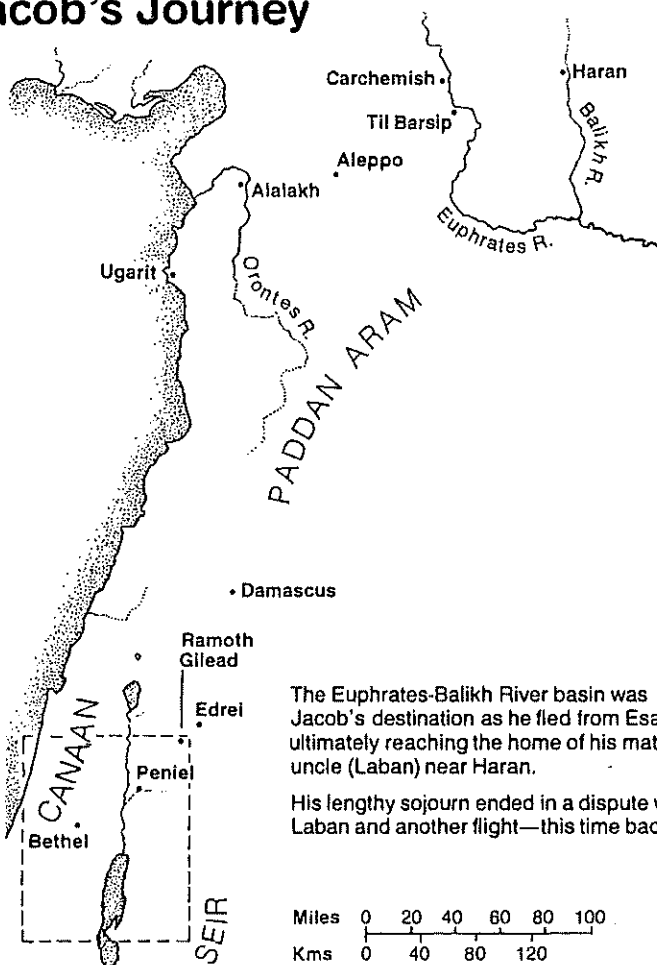 acob's Journey
Carchemish
Haran
Til Barsip
Balikh R.
Aleppo
Alalakh
Euphrates R.
Ugarit
Orontes R.
PADDAN ARAM
Damascus
Ramoth
Gilead
Edrei
CANAAN
Peniel
Bethel
SEIR
The Euphrates-Balikh River basin was
Jacob's destination as he fled from Esa
ultimately reaching the home of his mat
uncle (Laban) near Haran.
His lengthy sojourn ended in a dispute w
Laban and another flight—this time bac
Miles 0 20 40 60 80 100
Kms 0 40 80 120